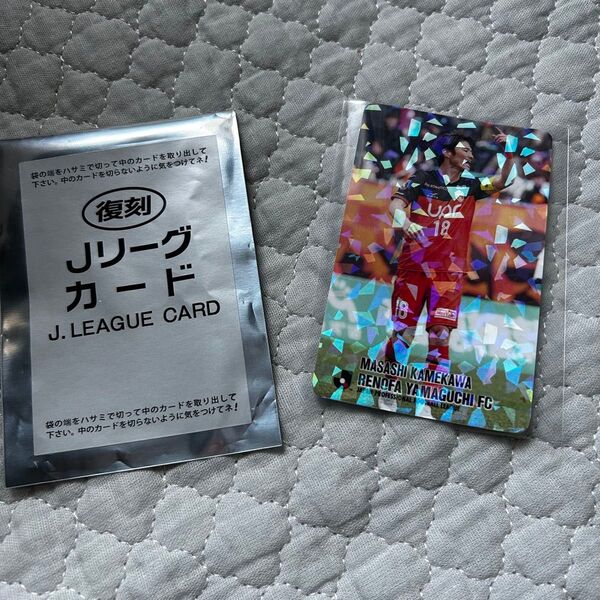 袋の端をハサミで切って中のカードを取り出して
下さい。中のカードを切らないように気をつけてネ!
復刻
Jリーグ
カード
J. LEAGUE CARD
袋の端をハサミで切って中のカードを取り出して
下さい。中のカードを切らないように気をつけてネ!
upr
18
18
MASASHI KAMEKAWA
RENOFA YAMAGUCHI FC